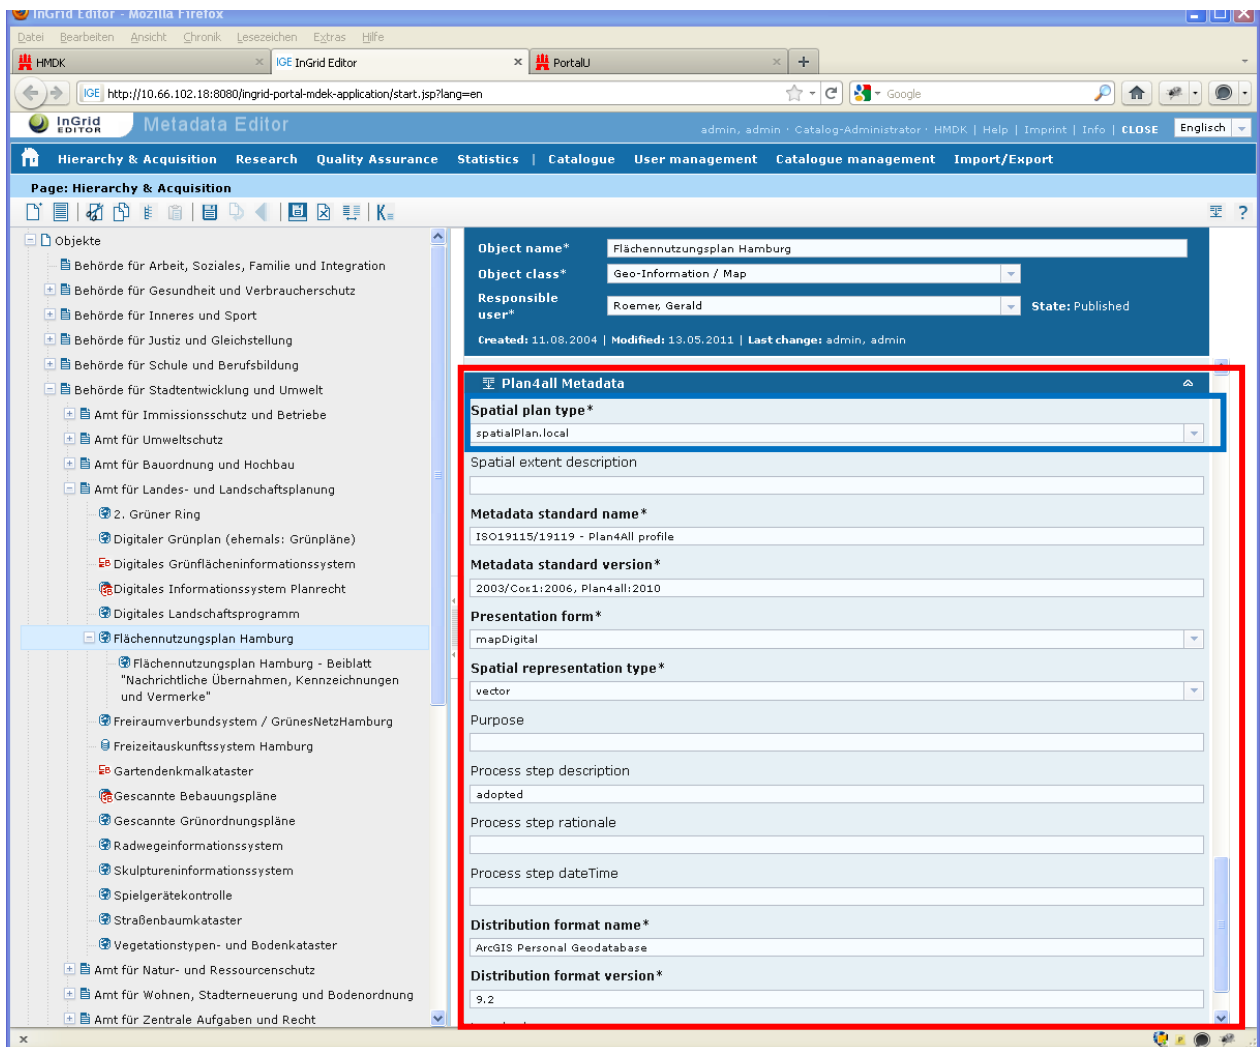 InGrid Editor - Mozilla Firefox
Datei Bearbeiten Ansicht Chronik Lesezeichen Extras Hilfe
HMDK
IGE InGrid Editor
PortalU
IGE http://10.66.102.18:8080/ingrid-portal-mdek-application/start.jsp?lang=en
Google
InGrid EDITOR
Metadata Editor
admin, admin · Catalog-Administrator · HMDK | Help | Imprint | Info | CLOSE
Englisch
Hierarchy & Acquisition Research Quality Assurance Statistics | Catalogue User management Catalogue management Import/Export
Page: Hierarchy & Acquisition
Objekte
Behörde für Arbeit, Soziales, Familie und Integration
Behörde für Gesundheit und Verbraucherschutz
Behörde für Inneres und Sport
Behörde für Justiz und Gleichstellung
Behörde für Schule und Berufsbildung
Behörde für Stadtentwicklung und Umwelt
Amt für Immissionsschutz und Betriebe
Amt für Umweltschutz
Amt für Bauordnung und Hochbau
Amt für Landes- und Landschaftsplanung
2. Grüner Ring
Digitaler Grünplan (ehemals: Grünpläne)
Digitales Grünflächeninformationssystem
Digitales Informationssystem Planrecht
Digitales Landschaftsprogramm
Flächennutzungsplan Hamburg
Flächennutzungsplan Hamburg - Beiblatt
"Nachrichtliche Übernahmen, Kennzeichnungen
und Vermerke"
Freiraumverbundsystem / GrünesNetzHamburg
Freizeitauskunftssystem Hamburg
Gartendenkmalkataster
Gescannte Bebauungspläne
Gescannte Grünordnungspläne
Radwegeinformationssystem
Skulptureninformationssystem
Spielgerätekontrolle
Straßenbaumkataster
Vegetationstypen- und Bodenkataster
Amt für Natur- und Ressourcenschutz
Amt für Wohnen, Stadterneuerung und Bodenordnung
Amt für Zentrale Aufgaben und Recht
Object name*
Flächennutzungsplan Hamburg
Object class*
Geo-Information / Map
Responsible
user*
Roemer, Gerald
State: Published
Created: 11.08.2004 | Modified: 13.05.2011 | Last change: admin, admin
Plan4all Metadata
Spatial plan type*
spatialPlan.local
Spatial extent description
Metadata standard name*
ISO19115/19119 - Plan4All profile
Metadata standard version*
2003/Cor1:2006, Plan4all:2010
Presentation form*
mapDigital
Spatial representation type*
vector
Purpose
Process step description
adopted
Process step rationale
Process step dateTime
Distribution format name*
ArcGIS Personal Geodatabase
Distribution format version*
9.2